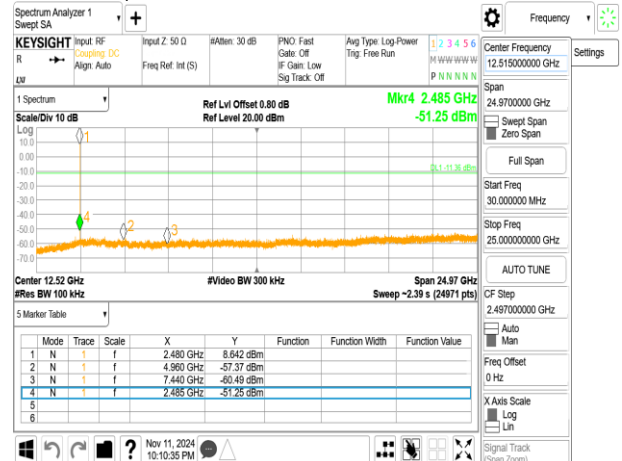 Spectrum Analyzer 1
Swept SA
Frequency
KEYSIGHT
R
Input: RF
Coupling: DC
Align: Auto
Input Z: 50 Ω
Freq Ref: Int (S)
#Atten: 30 dB
PNO: Fast
Gate: Off
IF Gain: Low
Sig Track: Off
Avg Type: Log-Power
Trig: Free Run
1 2 3 4 5 6
M W W W W W
P N N N N N
Center Frequency
12.515000000 GHz
Settings
Span
24.9700000 GHz
Swept Span
Zero Span
Full Span
Start Freq
30.000000 MHz
Stop Freq
25.000000000 GHz
AUTO TUNE
CF Step
2.497000000 GHz
Auto
Man
Freq Offset
0 Hz
X Axis Scale
Log
Lin
Signal Track
(Span Zoom)
1 Spectrum
Scale/Div 10 dB
Ref Lvl Offset 0.80 dB
Ref Level 20.00 dBm
Mkr4 2.485 GHz
-51.25 dBm
Log
10.0
0.00
-10.0
-20.0
-30.0
-40.0
-50.0
-60.0
-70.0
1
4
2
3
DL1 -11.36 dBm
Center 12.52 GHz
#Res BW 100 kHz
#Video BW 300 kHz
Span 24.97 GHz
Sweep ~2.39 s (24971 pts)
5 Marker Table
Mode Trace Scale X Y Function Function Width Function Value
1 N 1 f 2.480 GHz 8.642 dBm
2 N 1 f 4.960 GHz -57.37 dBm
3 N 1 f 7.440 GHz -60.49 dBm
4 N 1 f 2.485 GHz -51.25 dBm
5
6
?
Nov 11, 2024
10:10:35 PM